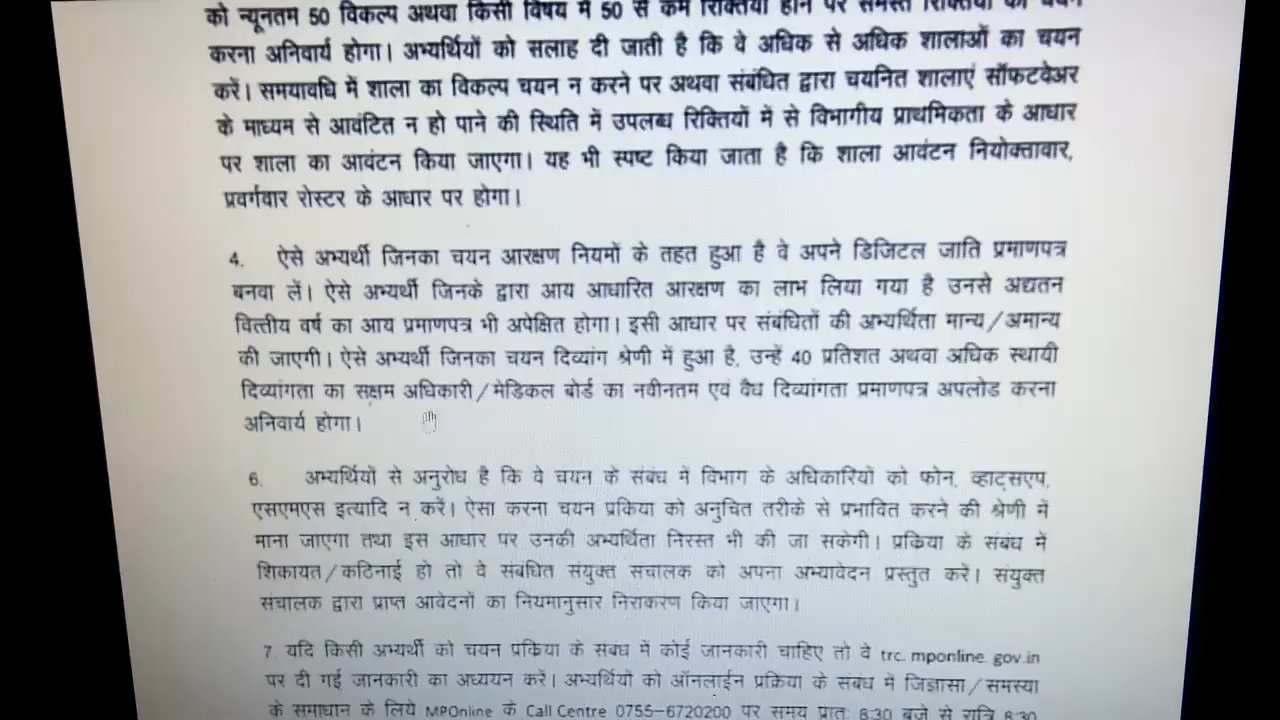 को न्यूनतम 50 विकल्प अथवा किसी विषय में 50 से कम रिक्तियां होने पर समस्त रिक्तियों का चयन
करना अनिवार्य होगा। अभ्यर्थियों को सलाह दी जाती है कि वे अधिक से अधिक शालाओं का चयन
करें। समयावधि में शाला का विकल्प चयन न करने पर अथवा संबंधित द्वारा चयनित शालाएं सॉफटवेअर
के माध्यम से आवंटित न हो पाने की स्थिति में उपलब्ध रिक्तियों में से विभागीय प्राथमिकता के आधार
पर शाला का आवंटन किया जाएगा। यह भी स्पष्ट किया जाता है कि शाला आवंटन नियोक्तावार,
प्रवर्गवार रोस्टर के आधार पर होगा।
4. ऐसे अभ्यर्थी जिनका चयन आरक्षण नियमों के तहत हुआ है वे अपने डिजिटल जाति प्रमाणपत्र
बनवा लें। ऐसे अभ्यर्थी जिनके द्वारा आय आधारित आरक्षण का लाभ लिया गया है उनसे अद्यतन
वित्तीय वर्ष का आय प्रमाणपत्र भी अपेक्षित होगा। इसी आधार पर संबंधितों की अभ्यर्थिता मान्य/अमान्य
की जाएगी। ऐसे अभ्यर्थी जिनका चयन दिव्यांग श्रेणी में हुआ है, उन्हें 40 प्रतिशत अथवा अधिक स्थायी
दिव्यांगता का सक्षम अधिकारी/मेडिकल बोर्ड का नवीनतम एवं वैध दिव्यांगता प्रमाणपत्र अपलोड करना
अनिवार्य होगा।
6. अभ्यर्थियों से अनुरोध है कि वे चयन के संबंध में विभाग के अधिकारियों को फोन, व्हाट्सएप,
एसएमएस इत्यादि न करें। ऐसा करना चयन प्रकिया को अनुचित तरीके से प्रभावित करने की श्रेणी में
माना जाएगा तथा इस आधार पर उनकी अभ्यर्थिता निरस्त भी की जा सकेगी। प्रकिया के संबंध में
शिकायत/कठिनाई हो तो वे संबंधित संयुक्त संचालक को अपना अभ्यावेदन प्रस्तुत करें। संयुक्त
संचालक द्वारा प्राप्त आवेदनों का नियमानुसार निराकरण किया जाएगा।
7. यदि किसी अभ्यर्थी को चयन प्रकिया के संबंध में कोई जानकारी चाहिए तो वे trc. mponline. gov.in
पर दी गई जानकारी का अध्ययन करें। अभ्यर्थियों को ऑनलाईन प्रकिया के संबंध में जिज्ञासा/समस्या
के समाधान के लिये MPOnline के Call Centre 0755-6720200 पर समय प्रात: 8:30 बजे से रात्रि 8:30